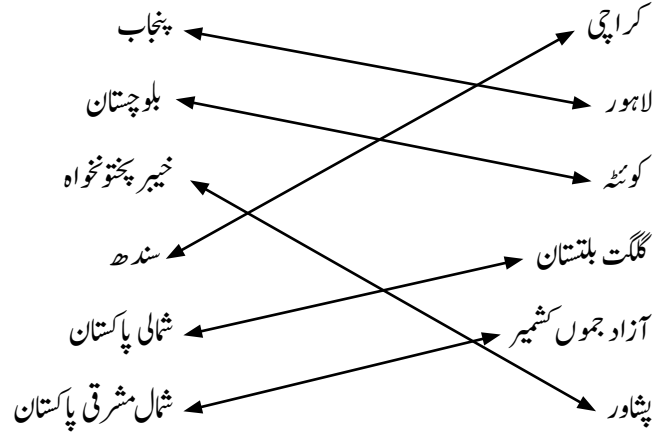 کراچی پنجاب
لاہور بلوچستان
کوئٹہ خیبر پختونخواہ
گلگت بلتستان سندھ
آزاد جموں کشمیر شمالی پاکستان
پشاور شمال مشرقی پاکستان